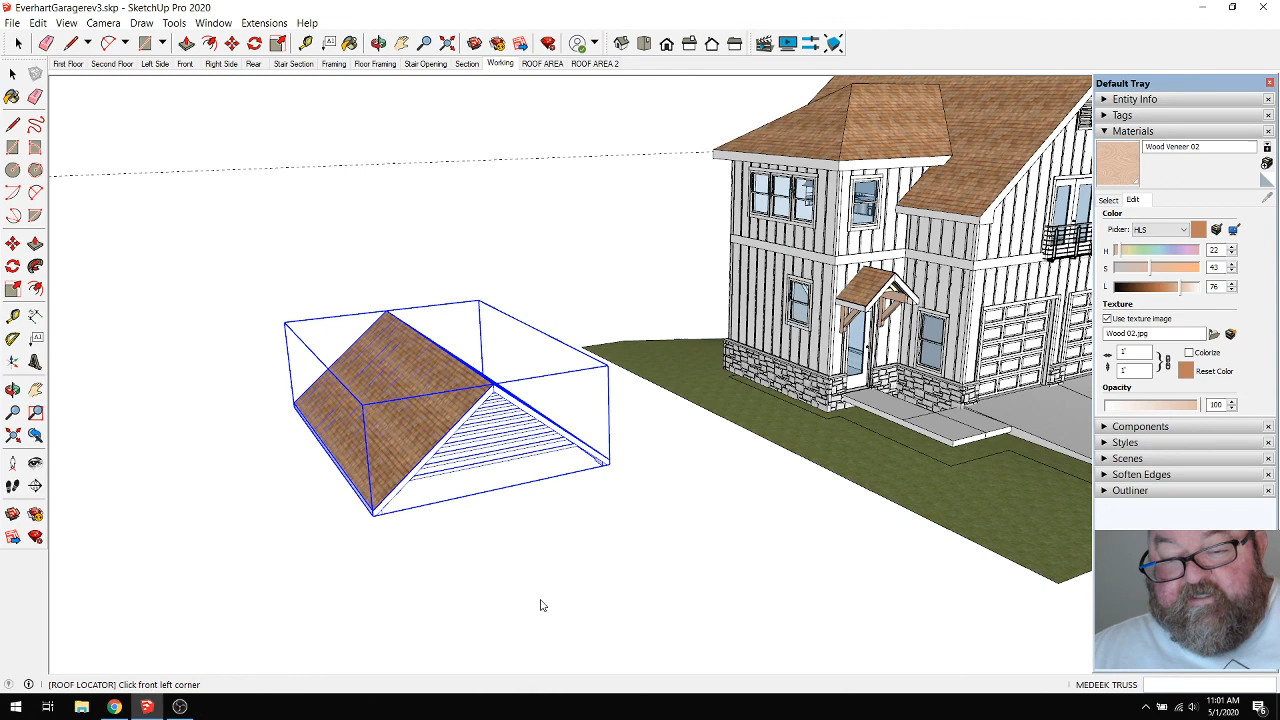 EverhartGaragerev3.skp - SketchUp Pro 2020
File Edit View Camera Draw Tools Window Extensions Help
First Floor Second Floor Left Side Front Right Side Rear Stair Section Framing Floor Framing Stair Opening Section Working ROOF AREA ROOF AREA 2
Default Tray
Entity Info
Tags
Materials
Wood Veneer 02
Select Edit
Color
Picker: HLS
H 22
S 43
L 76
Texture
Use texture image
Wood 02.jpg
1'
Colorize
1'
Reset Color
Opacity
100
Components
Styles
Scenes
Soften Edges
Outliner
[ROOF LOCATOR] Click front left corner
MEDEEK TRUSS
11:01 AM
5/1/2020
6